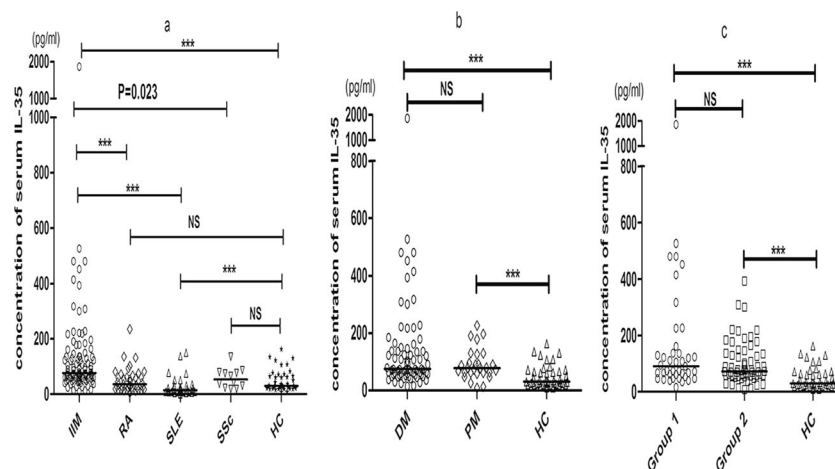 a
(pg/ml)
2000
1000
1000
800
600
400
200
0
concentration of serum IL-35
***
P=0.023
***
***
NS
***
NS
IIM
RA
SLE
SSc
HC
b
(pg/ml)
2000
1000
800
600
400
200
0
concentration of serum IL-35
***
NS
***
DM
PM
HC
c
(pg/ml)
2000
1000
800
600
400
200
0
concentration of serum IL-35
***
NS
***
Group 1
Group 2
HC